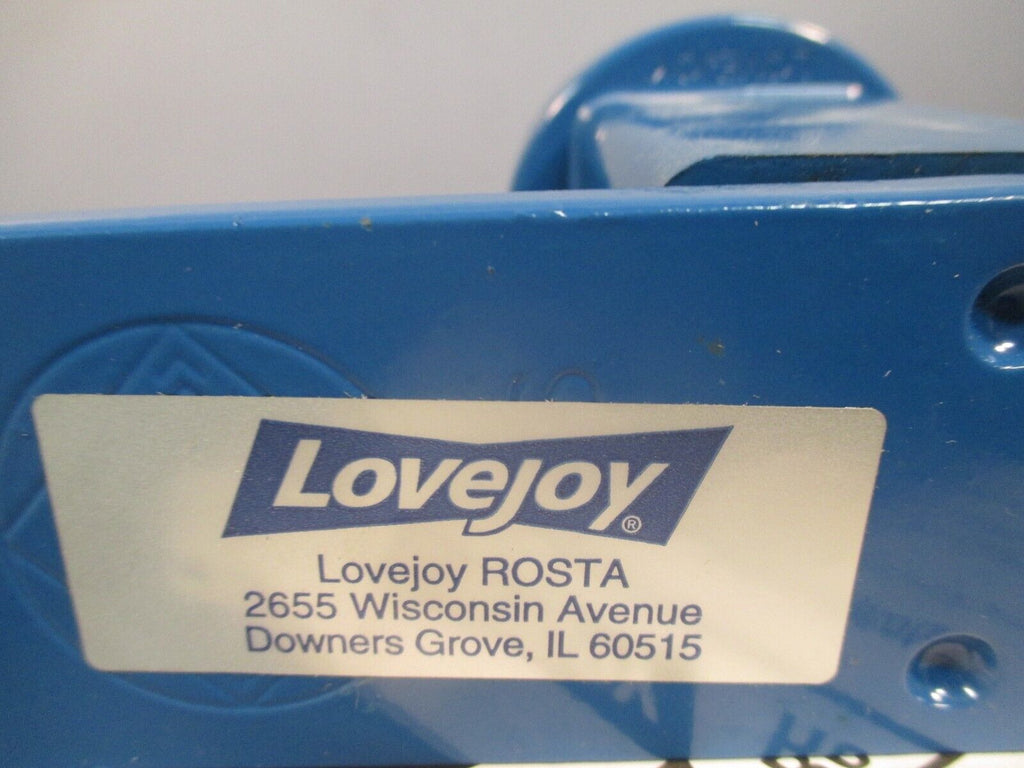 Lovejoy®
Lovejoy ROSTA
2655 Wisconsin Avenue
Downers Grove, IL 60515